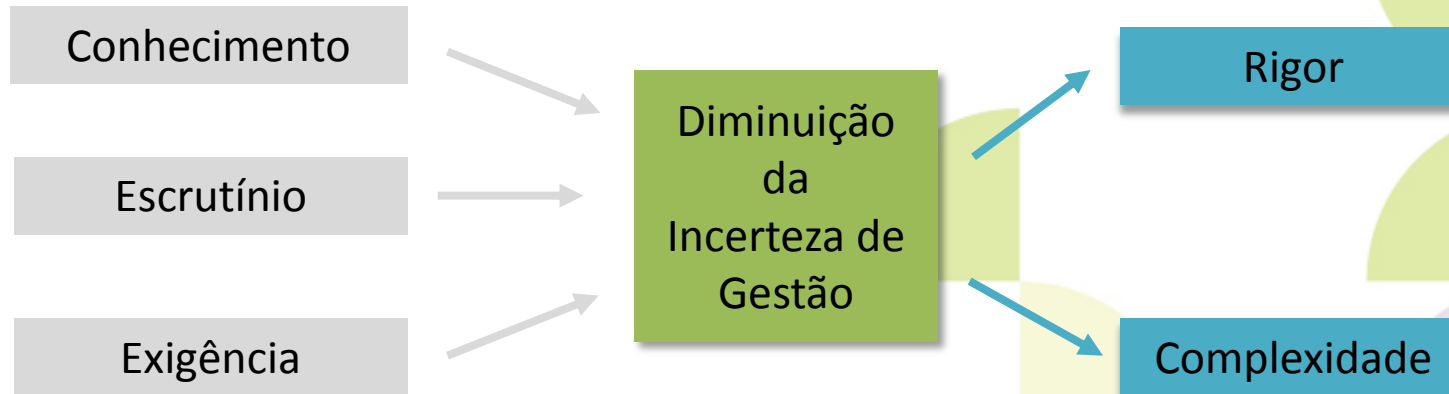 Conhecimento
Escrutínio
Exigência
Diminuição
da
Incerteza de
Gestão
Rigor
Complexidade